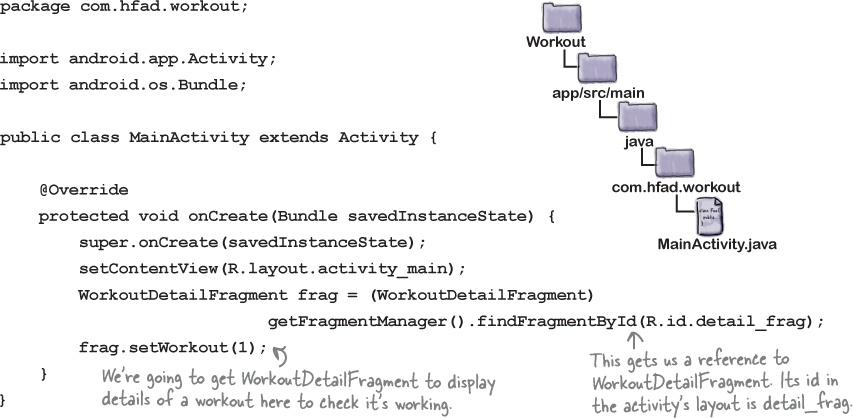 package com.hfad.workout;
import android.app.Activity;
import android.os.Bundle;
public class MainActivity extends Activity {
@Override
protected void onCreate(Bundle savedInstanceState) {
super.onCreate(savedInstanceState);
setContentView(R.layout.activity_main);
WorkoutDetailFragment frag = (WorkoutDetailFragment)
getFragmentManager().findFragmentById(R.id.detail_frag);
frag.setWorkout(1);
}
}
We're going to get WorkoutDetailFragment to display
details of a workout here to check it's working.
This gets us a reference to
WorkoutDetailFragment. Its id in
the activity's layout is detail_frag.
Workout
app/src/main
java
com.hfad.workout
MainActivity.java